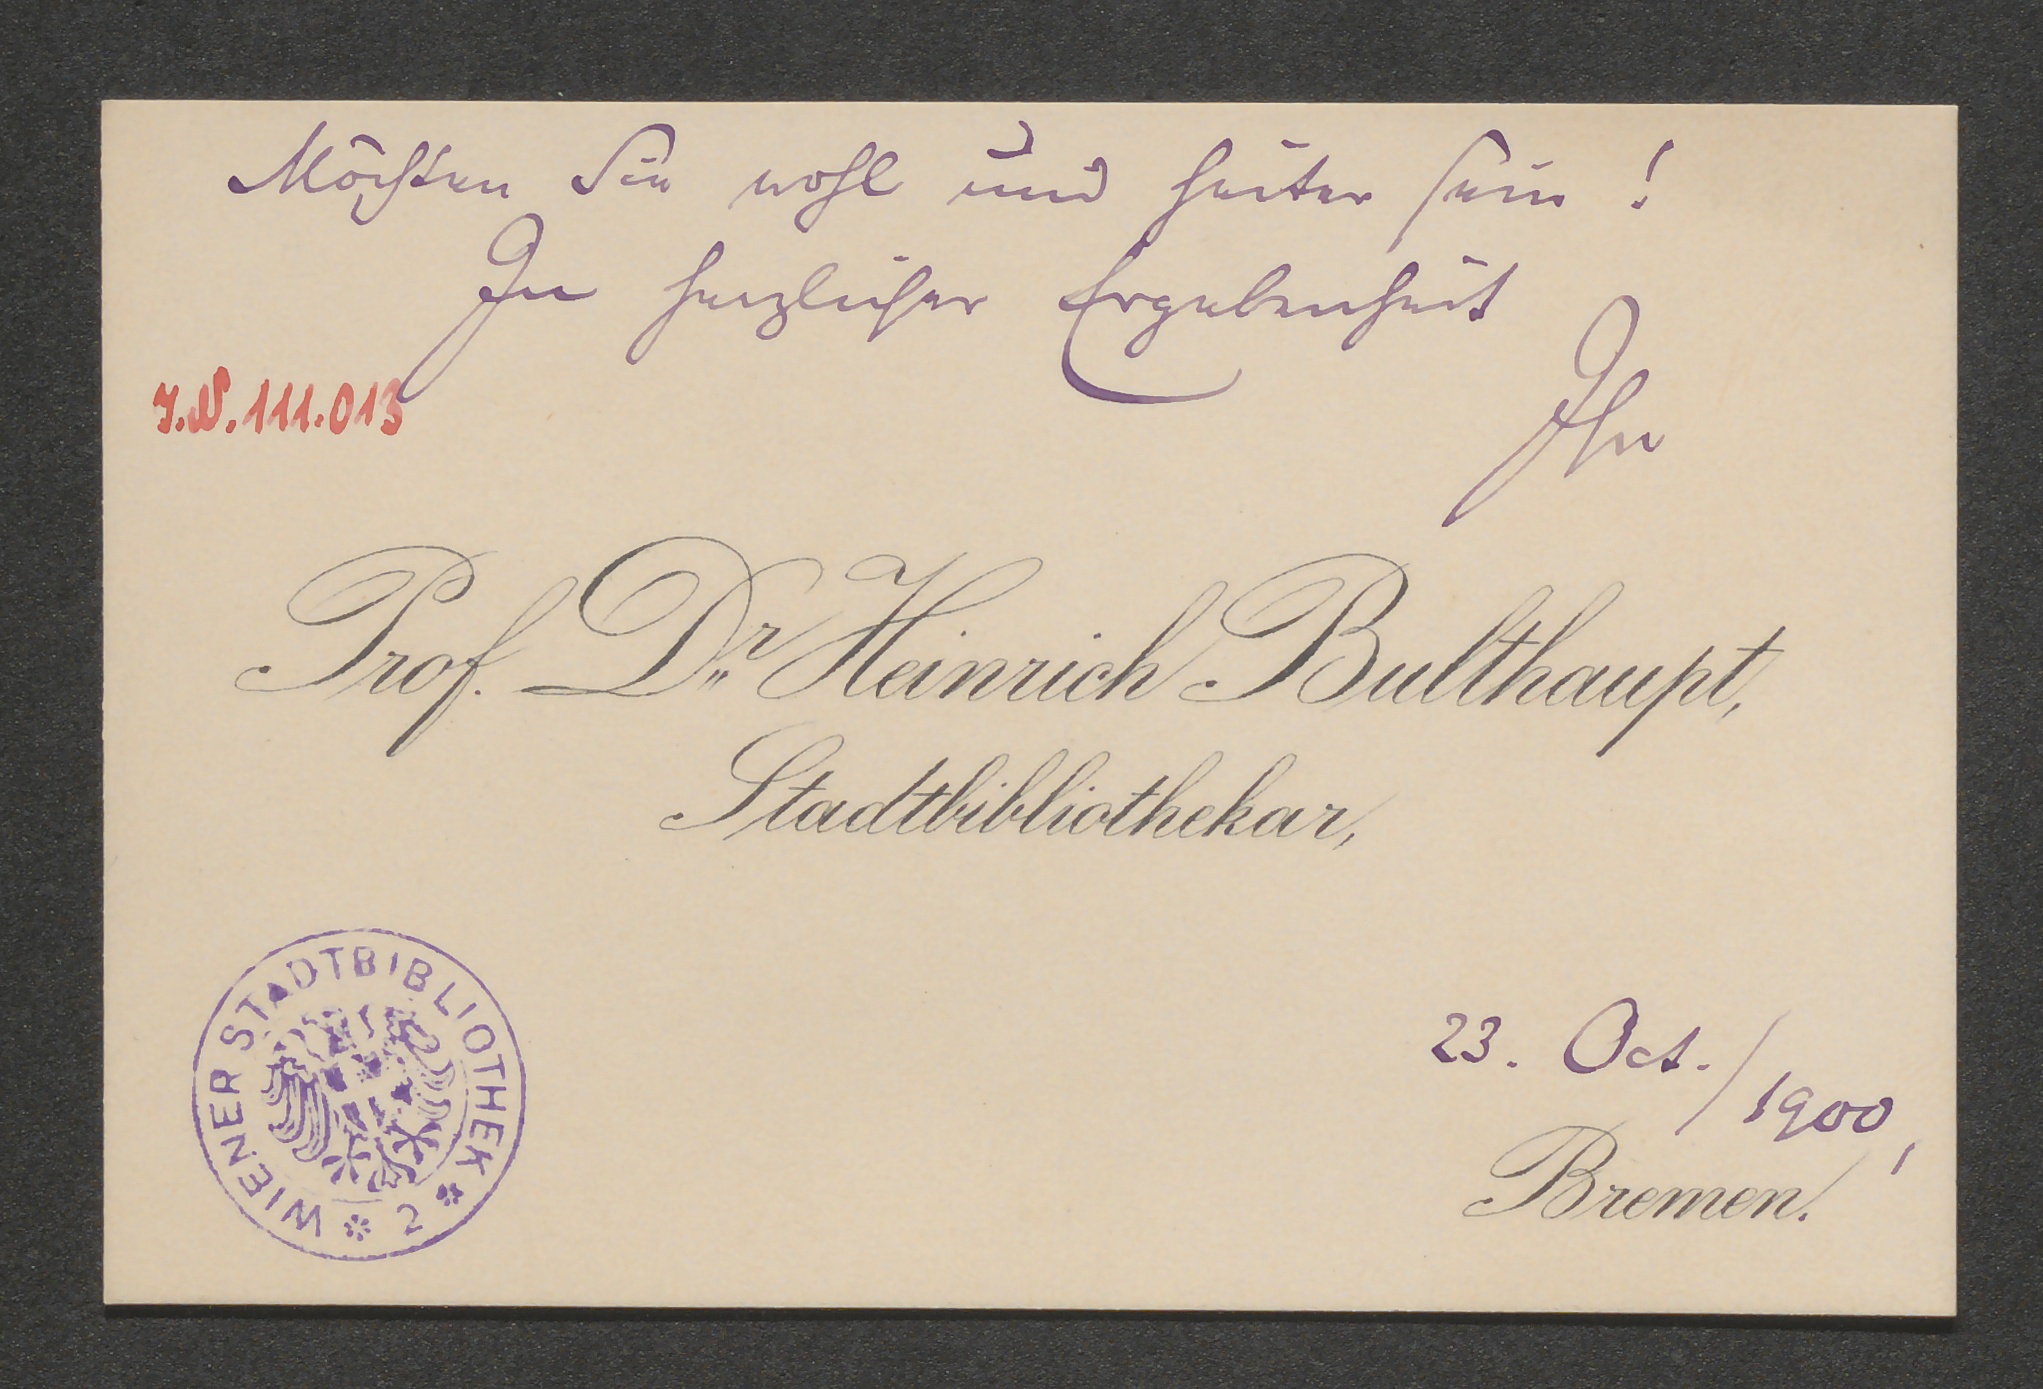 Möchten Sie wohl und heiter sein!
In herzlicher Ergebenheit
Ihr
J.N. 111.013
Prof. Dr. Heinrich Bulthaupt,
Stadtbibliothekar,
WIENER STADTBIBLIOTHEK * 2 *
23. Oct./1900,
Bremen.